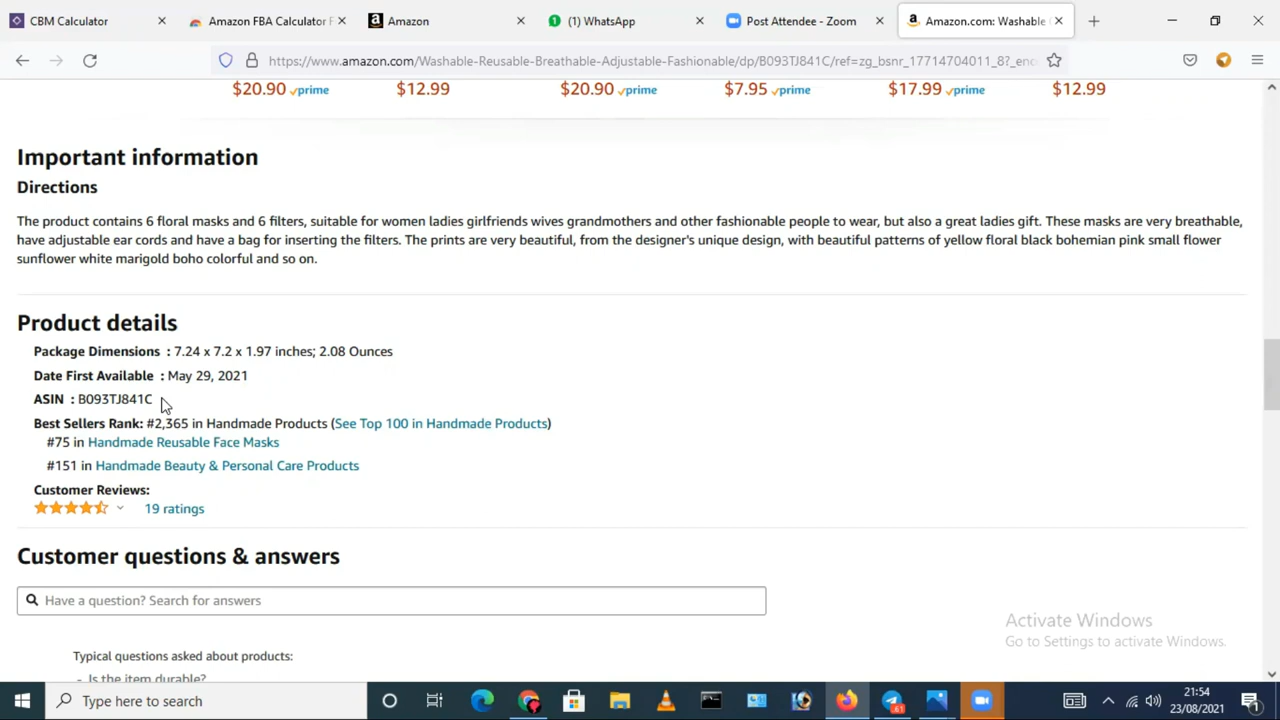 CBM Calculator
Amazon FBA Calculator F
Amazon
(1) WhatsApp
Post Attendee - Zoom
Amazon.com: Washable
https://www.amazon.com/Washable-Reusable-Breathable-Adjustable-Fashionable/dp/B093TJ841C/ref=zg_bsnr_17714704011_8?_enc
$20.90 prime $12.99 $20.90 prime $7.95 prime $17.99 prime $12.99
Important information
Directions
The product contains 6 floral masks and 6 filters, suitable for women ladies girlfriends wives grandmothers and other fashionable people to wear, but also a great ladies gift. These masks are very breathable,
have adjustable ear cords and have a bag for inserting the filters. The prints are very beautiful, from the designer's unique design, with beautiful patterns of yellow floral black bohemian pink small flower
sunflower white marigold boho colorful and so on.
Product details
Package Dimensions : 7.24 x 7.2 x 1.97 inches; 2.08 Ounces
Date First Available : May 29, 2021
ASIN : B093TJ841C
Best Sellers Rank: #2,365 in Handmade Products (See Top 100 in Handmade Products)
#75 in Handmade Reusable Face Masks
#151 in Handmade Beauty & Personal Care Products
Customer Reviews:
19 ratings
Customer questions & answers
Have a question? Search for answers
Activate Windows
Go to Settings to activate Windows.
Typical questions asked about products:
- Is the item durable?
Type here to search
21:54
23/08/2021